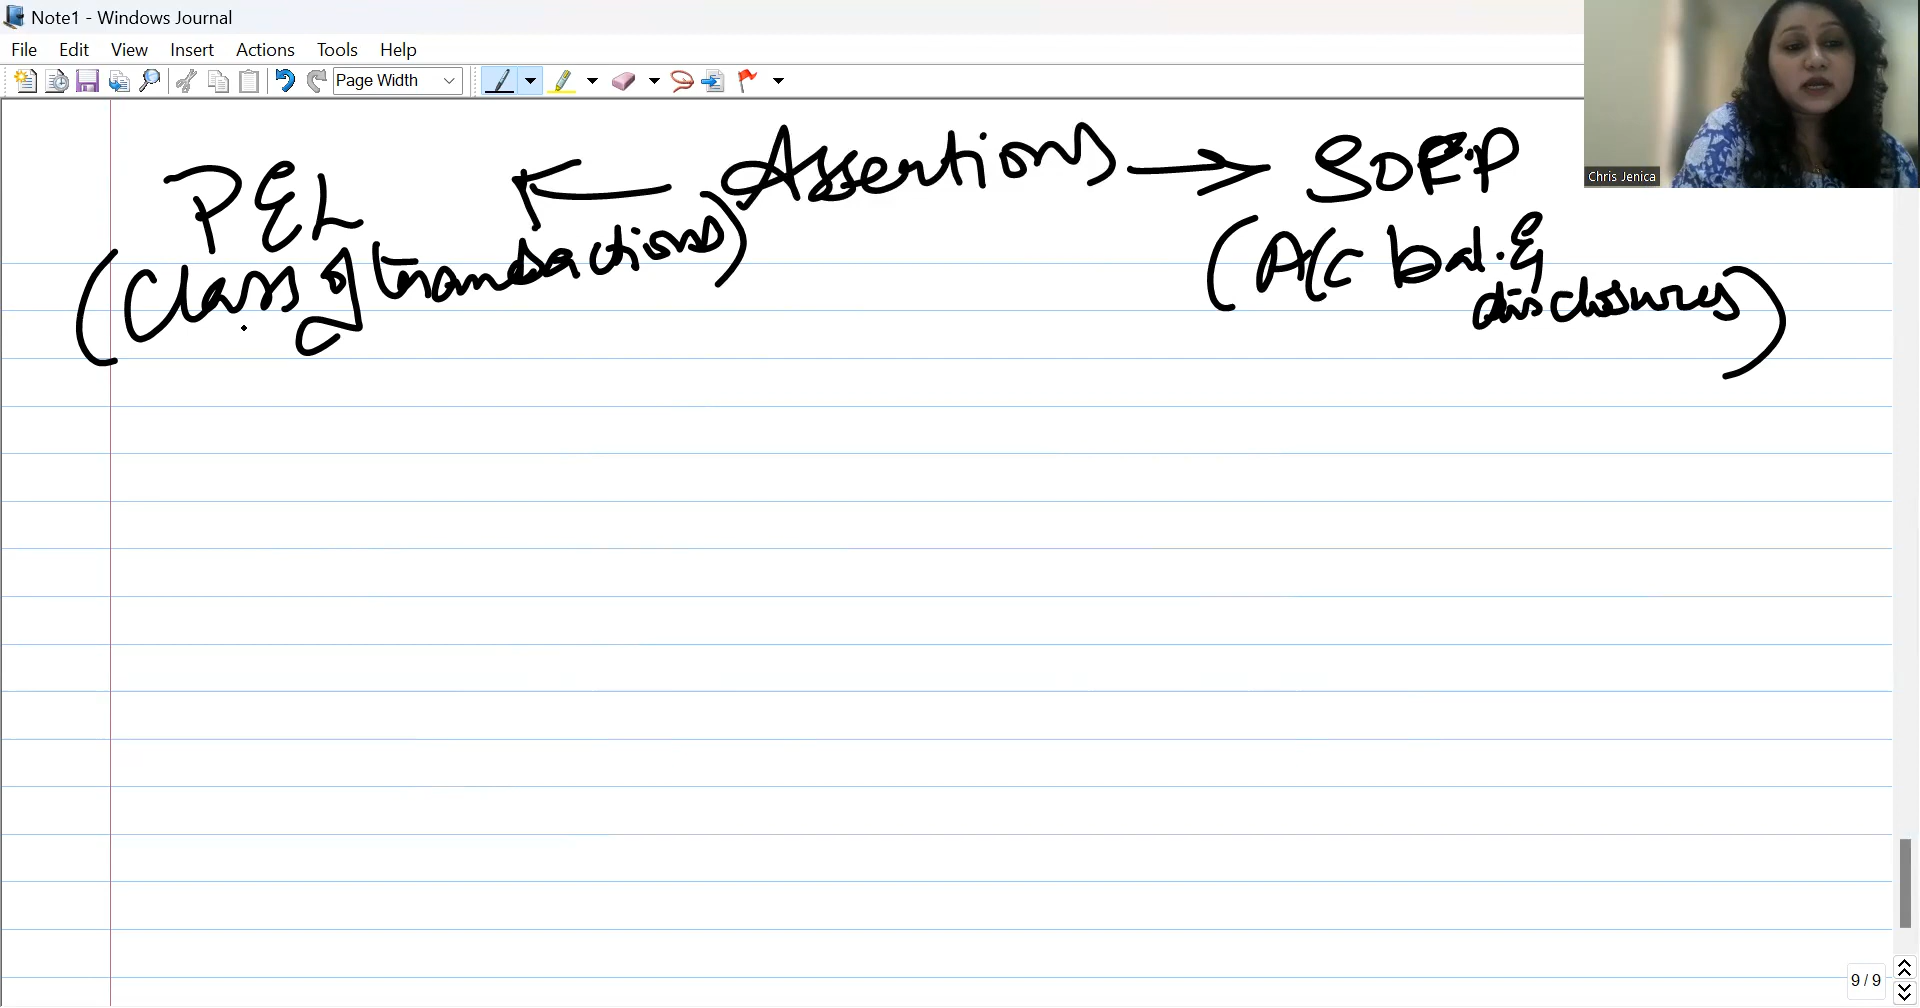 Note1 - Windows Journal
File Edit View Insert Actions Tools Help
Page Width
Chris Jenica
P & L ← Assertions → SOFP
(Class of transactions)
(A/c bal. &
disclosures)
9 / 9